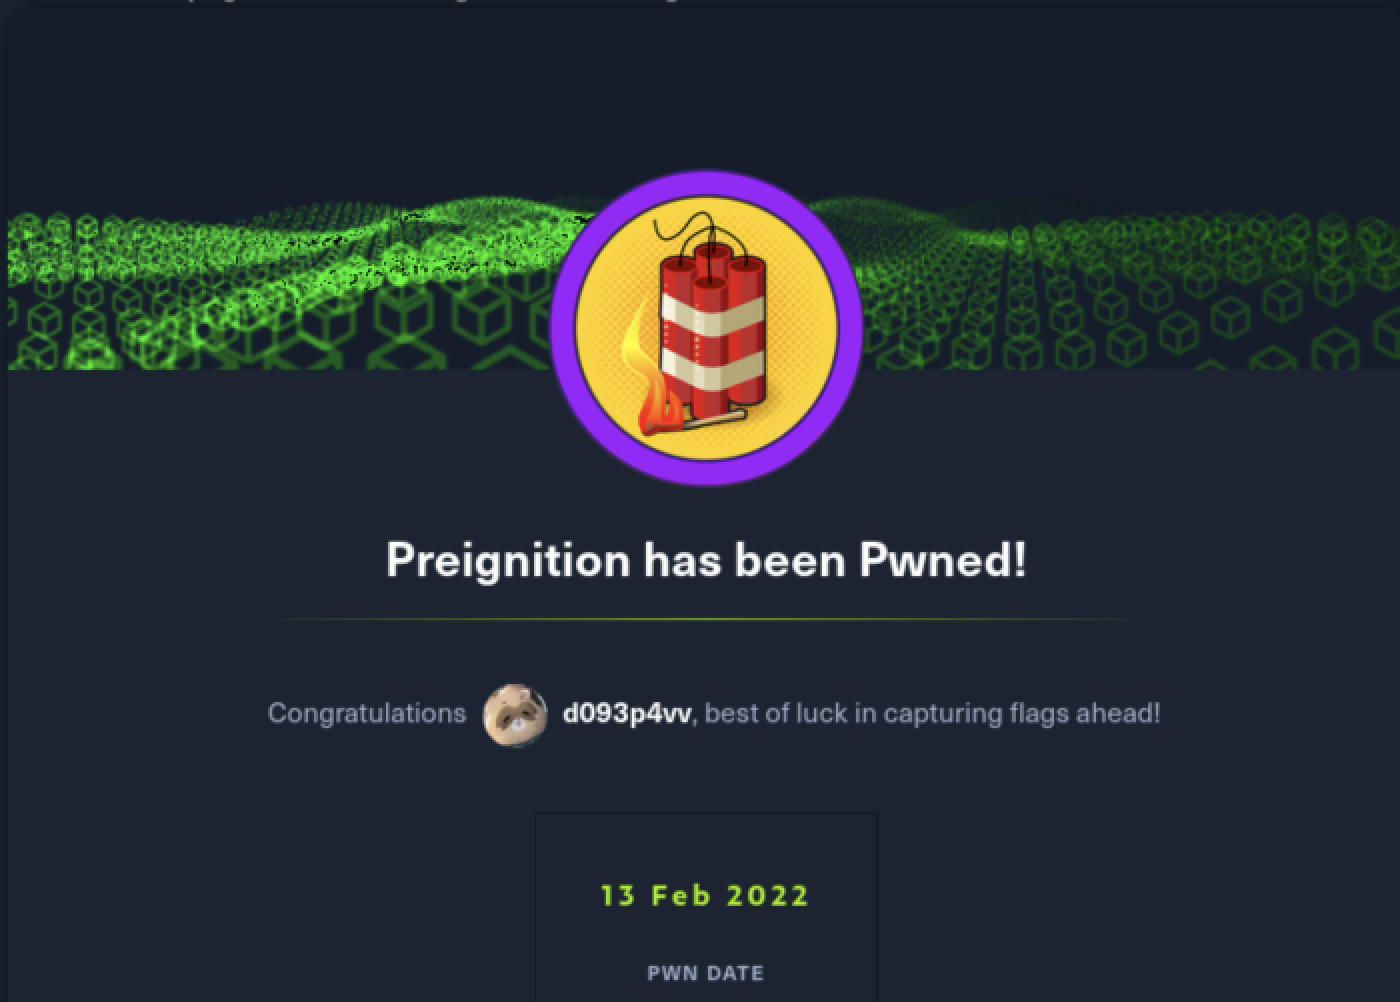 Preignition has been Pwned!
Congratulations d093p4vv, best of luck in capturing flags ahead!
13 Feb 2022
PWN DATE